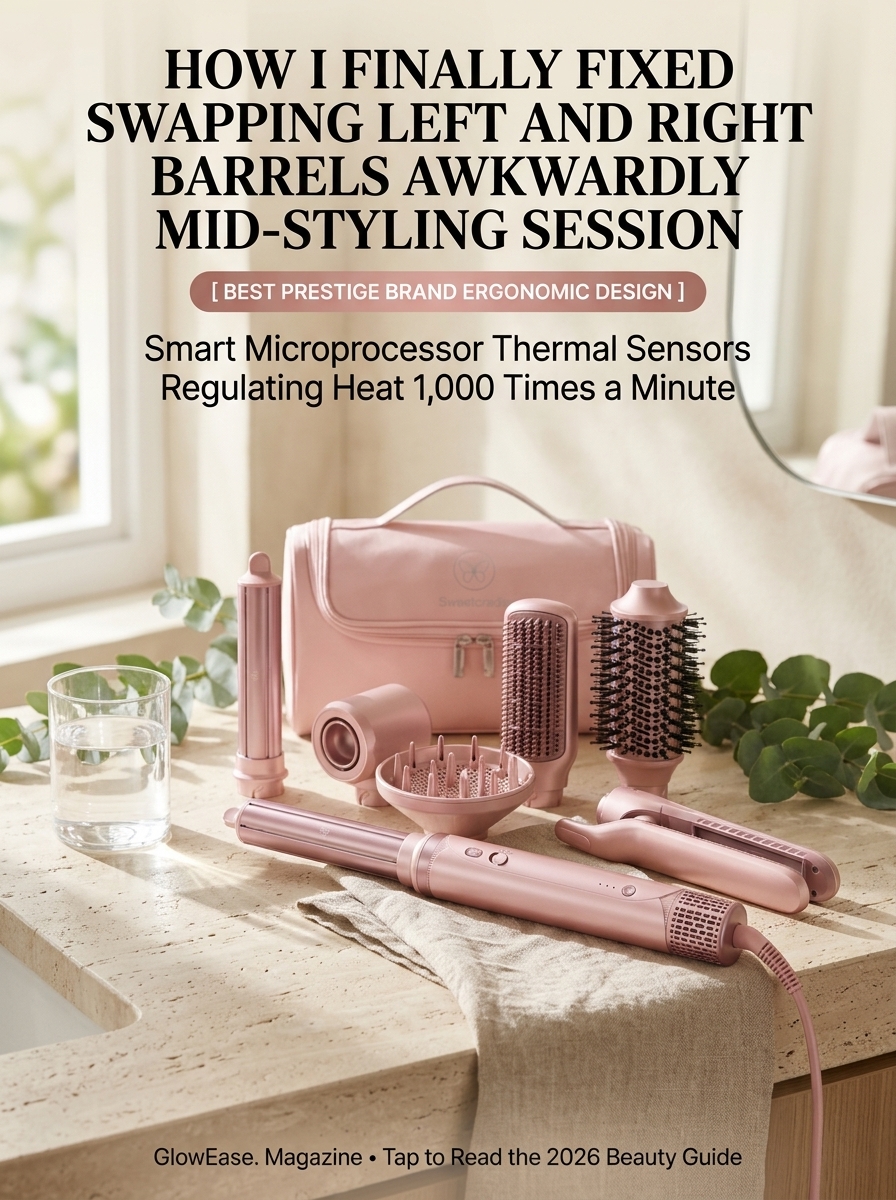 HOW I FINALLY FIXED
SWAPPING LEFT AND RIGHT
BARRELS AWKWARDLY
MID-STYLING SESSION
[ BEST PRESTIGE BRAND ERGONOMIC DESIGN ]
Smart Microprocessor Thermal Sensors
Regulating Heat 1,000 Times a Minute
GlowEase. Magazine • Tap to Read the 2026 Beauty Guide